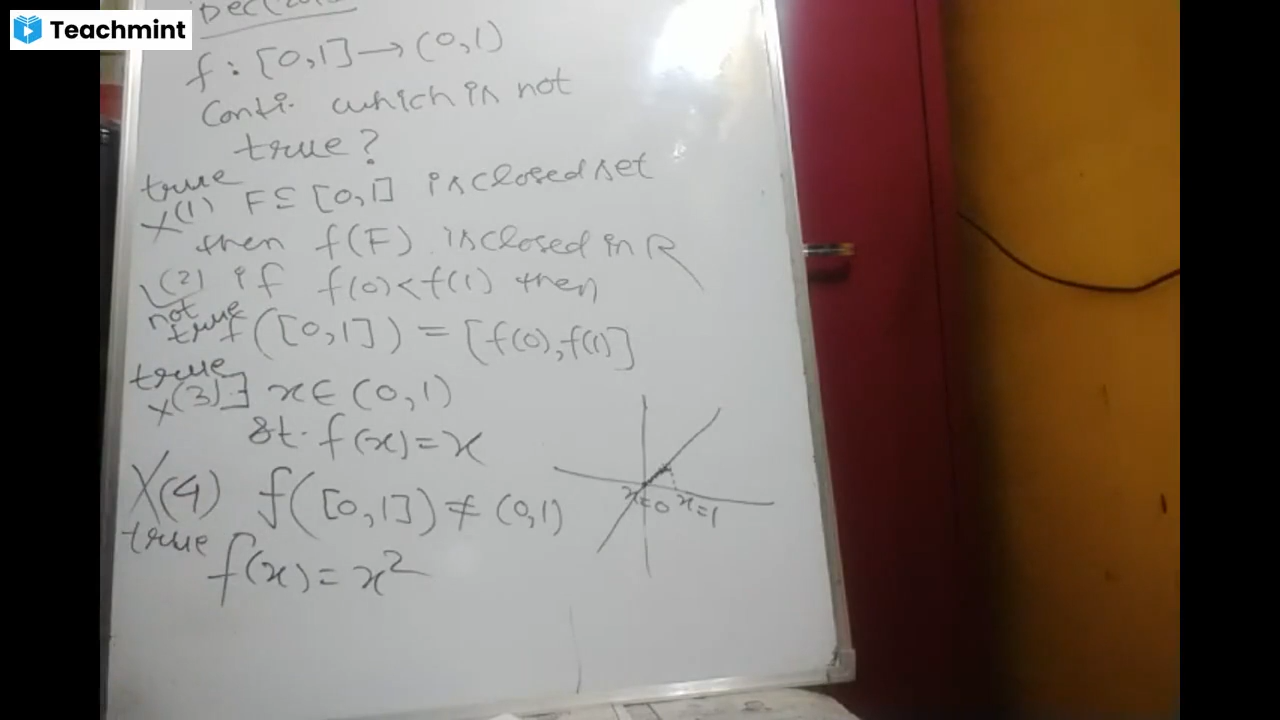 Teachmint
f : [0,1] → (0,1)
Conti. which is not
true?
true
X(1) F ⊆ [0,1] is closed set
then f(F) is closed in R
(2) if f(0)<f(1) then
not
true f([0,1]) = [f(0),f(1)]
true
X(3) ∃ x ∈ (0,1)
st. f(x)=x
X(4) f([0,1]) ≠ (0,1)
x=0 x=1
true f(x)=x²